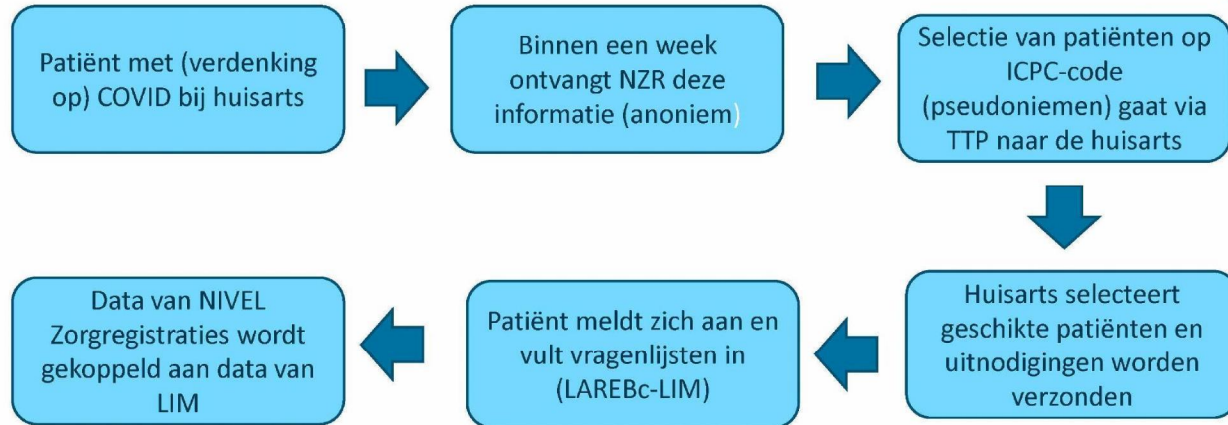 Patiënt met (verdenking
op) COVID bij huisarts
Binnen een week
ontvangt NZR deze
informatie (anoniem)
Selectie van patiënten op
ICPC-code
(pseudoniemen) gaat via
TTP naar de huisarts
Huisarts selecteert
geschikte patiënten en
uitnodigingen worden
verzonden
Patiënt meldt zich aan en
vult vragenlijsten in
(LAREBc-LIM)
Data van NIVEL
Zorgregistraties wordt
gekoppeld aan data van
LIM